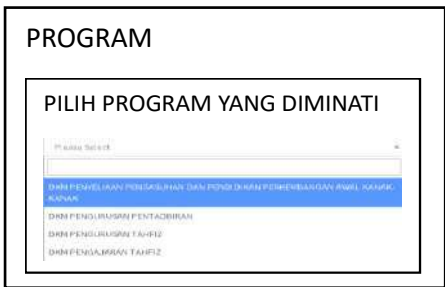 PROGRAM
PILIH PROGRAM YANG DIMINATI
Please Select
DKM PENYELIAAN PENGASUHAN DAN PENDIDIKAN PERKEMBANGAN AWAL KANAK-
KANAK
DKM PENGURUSAN PENTADBIRAN
DKM PENGURUSAN TAHFIZ
DKM PENGAJARAN TAHFIZ